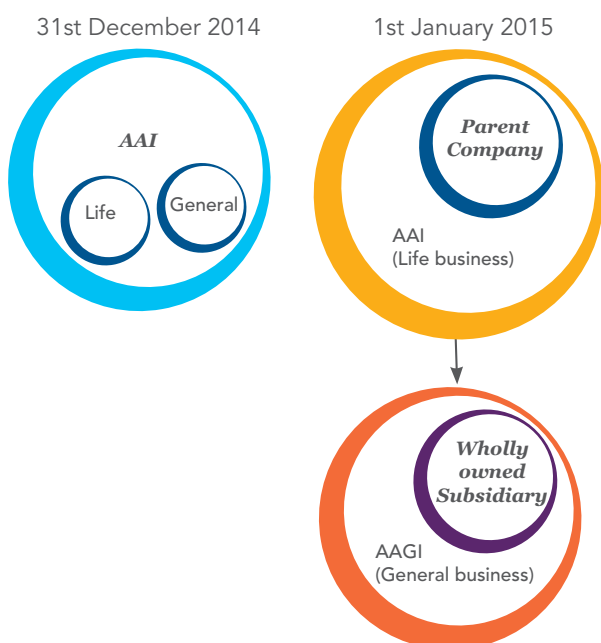 31st December 2014
AAI
Life
General
1st January 2015
Parent
Company
AAI
(Life business)
Wholly
owned
Subsidiary
AAGI
(General business)